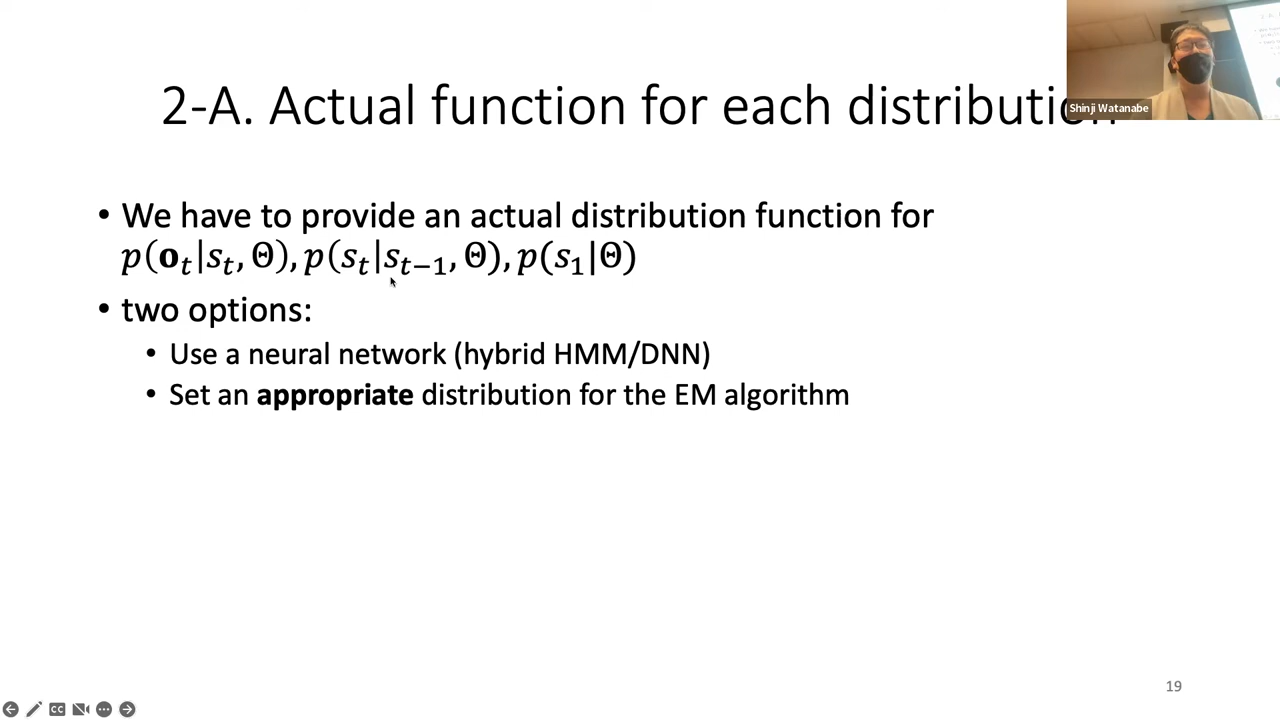 2-A. Actual function for each distribution
Shinji Watanabe
• We have to provide an actual distribution function for
p(𝐨ₜ|sₜ, Θ), p(sₜ|sₜ₋₁, Θ), p(s₁|Θ)
• two options:
• Use a neural network (hybrid HMM/DNN)
• Set an appropriate distribution for the EM algorithm
19
CC